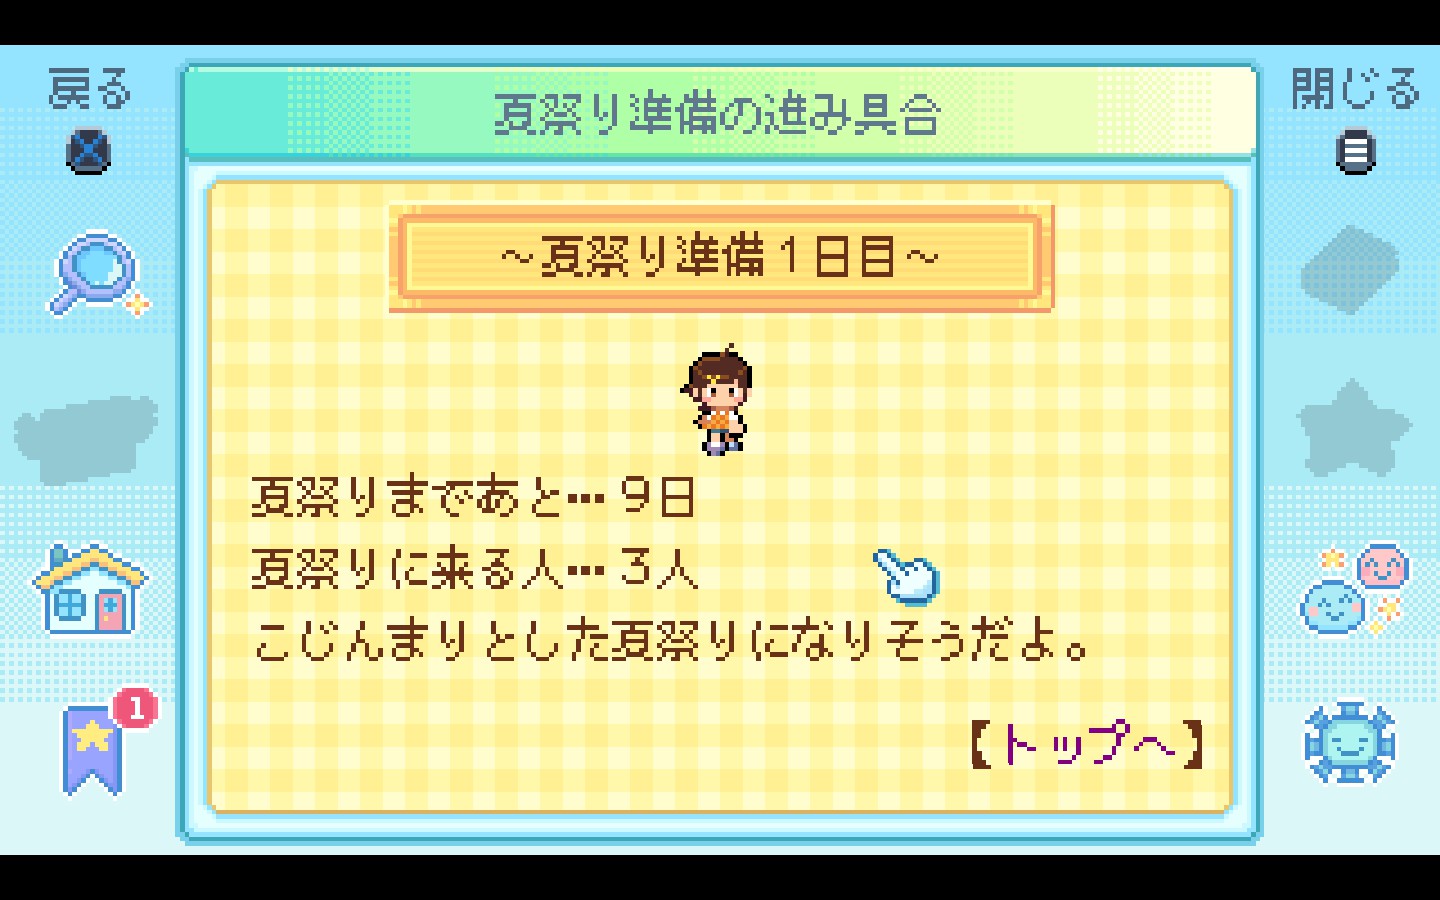 戻る
閉じる
夏祭り準備の進み具合
～夏祭り準備１日目～
夏祭りまであと…９日
夏祭りに来る人…３人
こじんまりとした夏祭りになりそうだよ。
1
【トップへ】